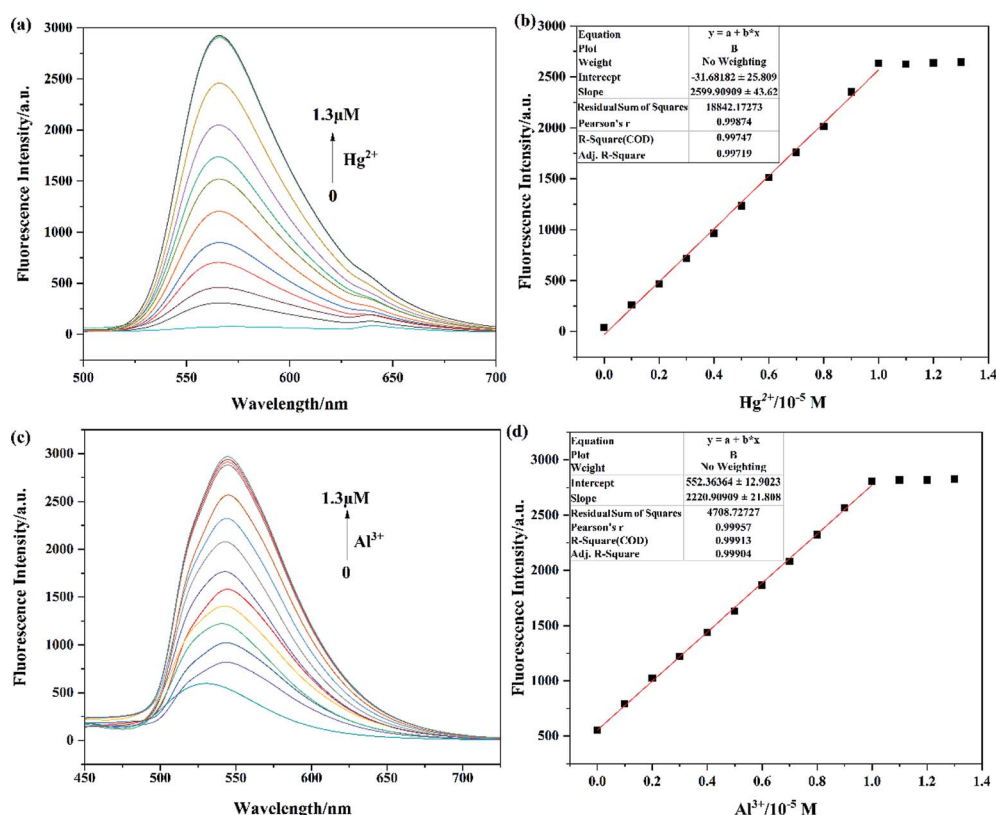 (a)
3000
2500
2000
1500
1000
500
0
Fluorescence Intensity/a.u.
1.3μM
Hg2+
0
500 550 600 650 700
Wavelength/nm
(b)
3000
2500
2000
1500
1000
500
0
Fluorescence Intensity/a.u.
Equation y = a + b*x
Plot B
Weight No Weighting
Intercept -31.68182 ± 25.809
Slope 2599.90909 ± 43.62
Residual Sum of Squares 18842.17273
Pearson's r 0.99874
R-Square(COD) 0.99747
Adj. R-Square 0.99719
0.0 0.2 0.4 0.6 0.8 1.0 1.2 1.4
Hg2+/10-5 M
(c)
3000
2500
2000
1500
1000
500
0
Fluorescence Intensity/a.u.
1.3μM
Al3+
0
450 500 550 600 650 700
Wavelength/nm
(d)
3000
2500
2000
1500
1000
500
Fluorescence Intensity/a.u.
Equation y = a + b*x
Plot B
Weight No Weighting
Intercept 552.36364 ± 12.9023
Slope 2220.90909 ± 21.808
Residual Sum of Squares 4708.72727
Pearson's r 0.99957
R-Square(COD) 0.99913
Adj. R-Square 0.99904
0.0 0.2 0.4 0.6 0.8 1.0 1.2 1.4
Al3+/10-5 M